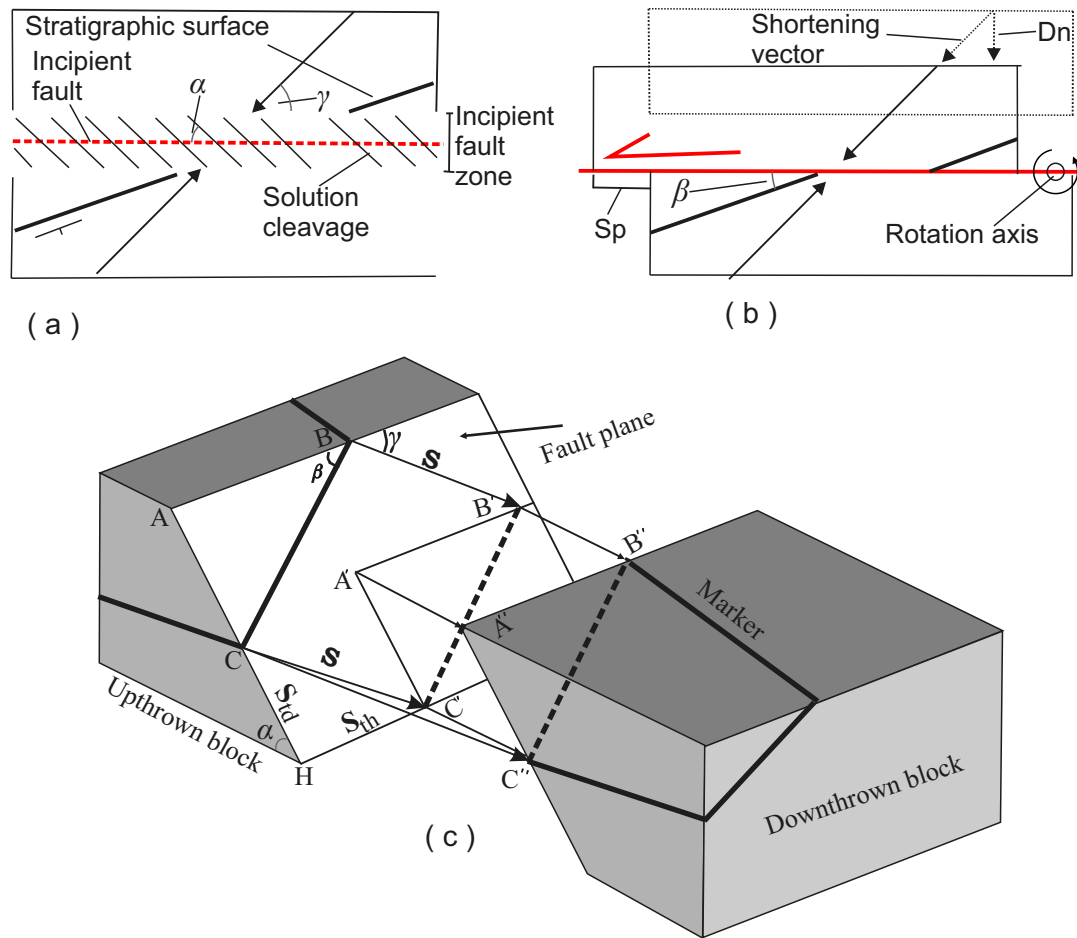 Stratigraphic surface
Incipient
fault
α
γ
Incipient
fault
zone
Solution
cleavage
( a )
Shortening
vector
Dn
β
Sp
Rotation axis
( b )
B
γ
β
S
Fault plane
A
B'
B''
A'
A''
Marker
C
S
C'
Std
Sth
α
H
C''
Upthrown block
Downthrown block
( c )